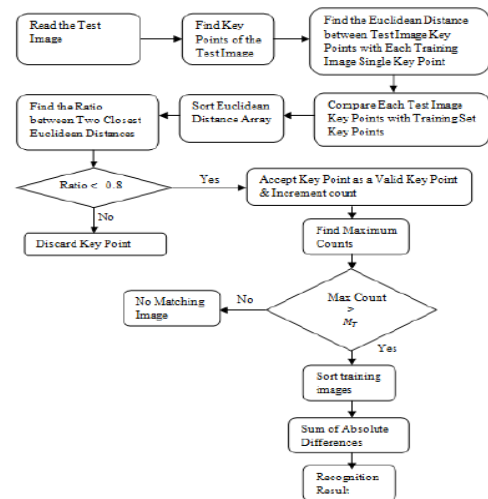 Read the Test
Image
Find Key
Points of the
Test Image
Find the Euclidean Distance
between Test Image Key
Points with Each Training
Image Single Key Point
Find the Ratio
between Two Closest
Euclidean Distances
Sort Euclidean
Distance Array
Compare Each Test Image
Key Points with Training Set
Key Points
Ratio < 0.8
Yes
Accept Key Point as a Valid Key Point
& Increment count
No
Discard Key Point
Find Maximum
Counts
No Matching
Image
No
Max Count
>
M_T
Yes
Sort training
images
Sum of Absolute
Differences
Recognition
Result